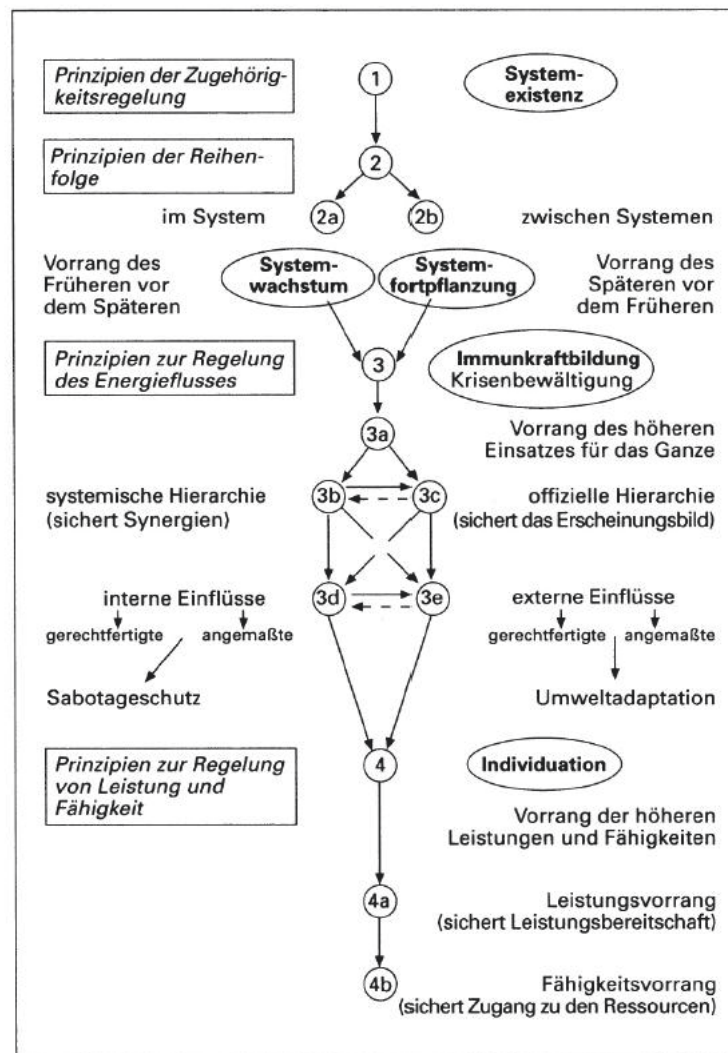 Prinzipien der Zugehörig-
keitsregelung
1
System-
existenz
Prinzipien der Reihen-
folge
2
im System
2a
2b
zwischen Systemen
Vorrang des
Früheren vor
dem Späteren
System-
wachstum
System-
fortpflanzung
Vorrang des
Späteren vor
dem Früheren
Prinzipien zur Regelung
des Energieflusses
3
Immunkraftbildung
Krisenbewältigung
3a
Vorrang des höheren
Einsatzes für das Ganze
systemische Hierarchie
(sichert Synergien)
3b
3c
offizielle Hierarchie
(sichert das Erscheinungsbild)
interne Einflüsse
gerechtfertigte
angemaßte
3d
3e
externe Einflüsse
gerechtfertigte
angemaßte
Sabotageschutz
Umweltadaptation
Prinzipien zur Regelung
von Leistung und
Fähigkeit
4
Individuation
Vorrang der höheren
Leistungen und Fähigkeiten
4a
Leistungsvorrang
(sichert Leistungsbereitschaft)
4b
Fähigkeitsvorrang
(sichert Zugang zu den Ressourcen)